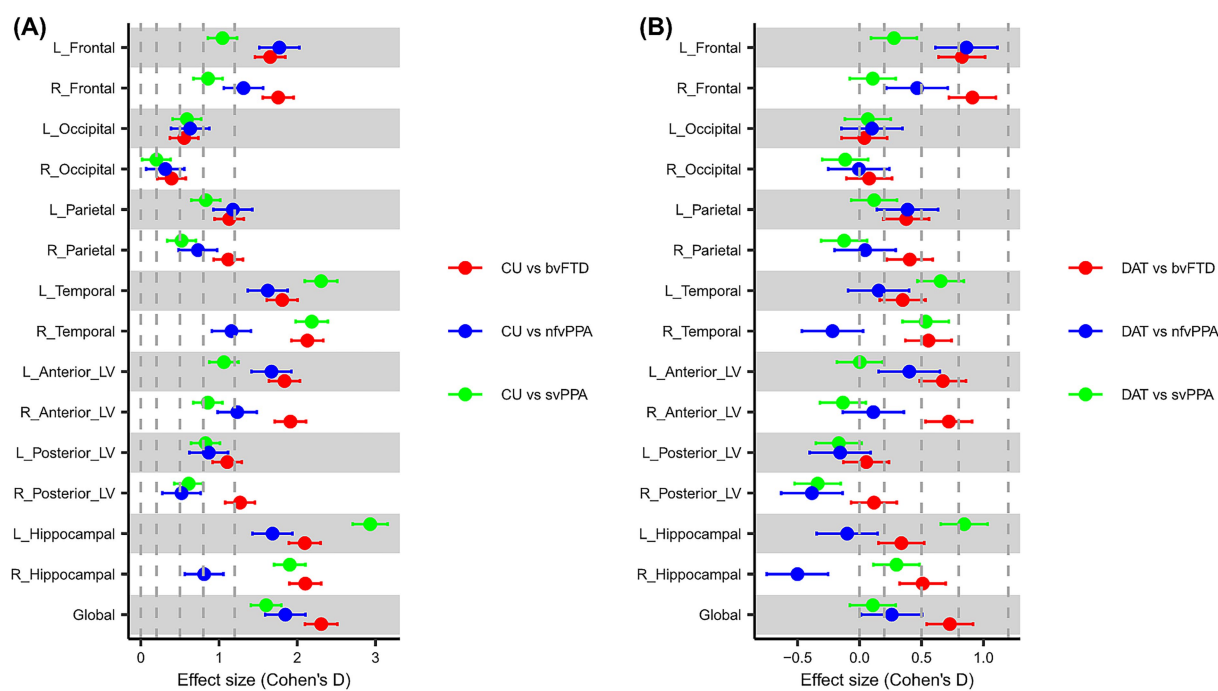 (A)
L_Frontal
R_Frontal
L_Occipital
R_Occipital
L_Parietal
R_Parietal
L_Temporal
R_Temporal
L_Anterior_LV
R_Anterior_LV
L_Posterior_LV
R_Posterior_LV
L_Hippocampal
R_Hippocampal
Global
0 1 2 3
Effect size (Cohen's D)
CU vs bvFTD
CU vs nfvPPA
CU vs svPPA
(B)
L_Frontal
R_Frontal
L_Occipital
R_Occipital
L_Parietal
R_Parietal
L_Temporal
R_Temporal
L_Anterior_LV
R_Anterior_LV
L_Posterior_LV
R_Posterior_LV
L_Hippocampal
R_Hippocampal
Global
−0.5 0.0 0.5 1.0
Effect size (Cohen's D)
DAT vs bvFTD
DAT vs nfvPPA
DAT vs svPPA